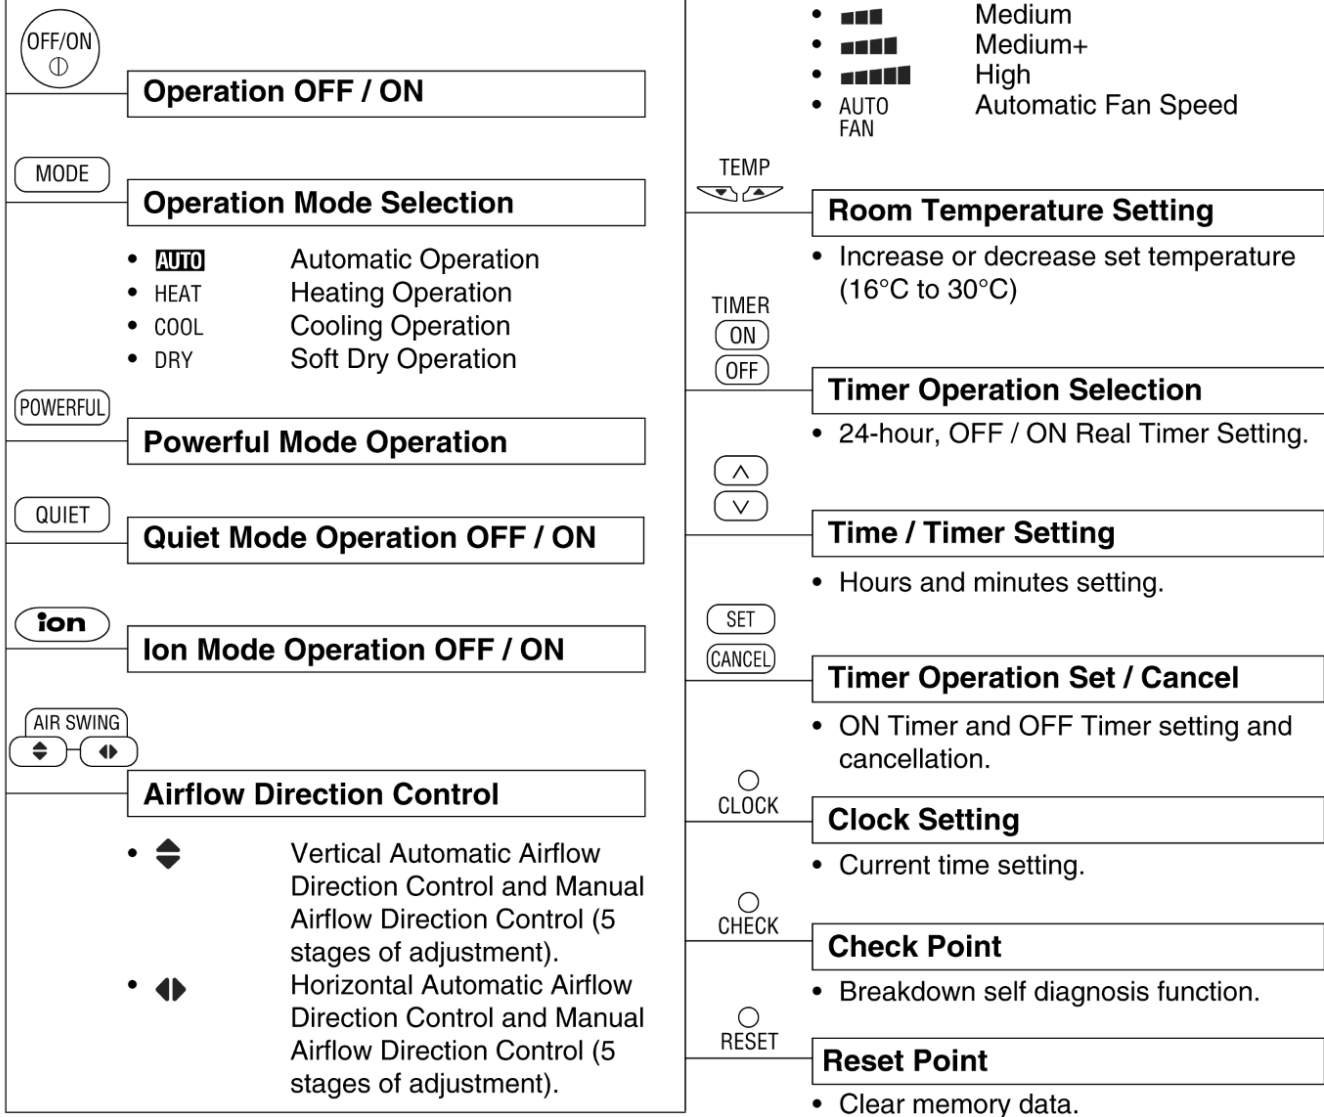 OFF/ON
Operation OFF / ON
MODE
Operation Mode Selection
• AUTO Automatic Operation
• HEAT Heating Operation
• COOL Cooling Operation
• DRY Soft Dry Operation
POWERFUL
Powerful Mode Operation
QUIET
Quiet Mode Operation OFF / ON
ion
Ion Mode Operation OFF / ON
AIR SWING
Airflow Direction Control
• Vertical Automatic Airflow
Direction Control and Manual
Airflow Direction Control (5
stages of adjustment).
• Horizontal Automatic Airflow
Direction Control and Manual
Airflow Direction Control (5
stages of adjustment).
• Medium
• Medium+
• High
• AUTO Automatic Fan Speed
FAN
TEMP
Room Temperature Setting
• Increase or decrease set temperature
(16°C to 30°C)
TIMER
ON
OFF
Timer Operation Selection
• 24-hour, OFF / ON Real Timer Setting.
Time / Timer Setting
• Hours and minutes setting.
SET
CANCEL
Timer Operation Set / Cancel
• ON Timer and OFF Timer setting and
cancellation.
CLOCK
Clock Setting
• Current time setting.
CHECK
Check Point
• Breakdown self diagnosis function.
RESET
Reset Point
• Clear memory data.